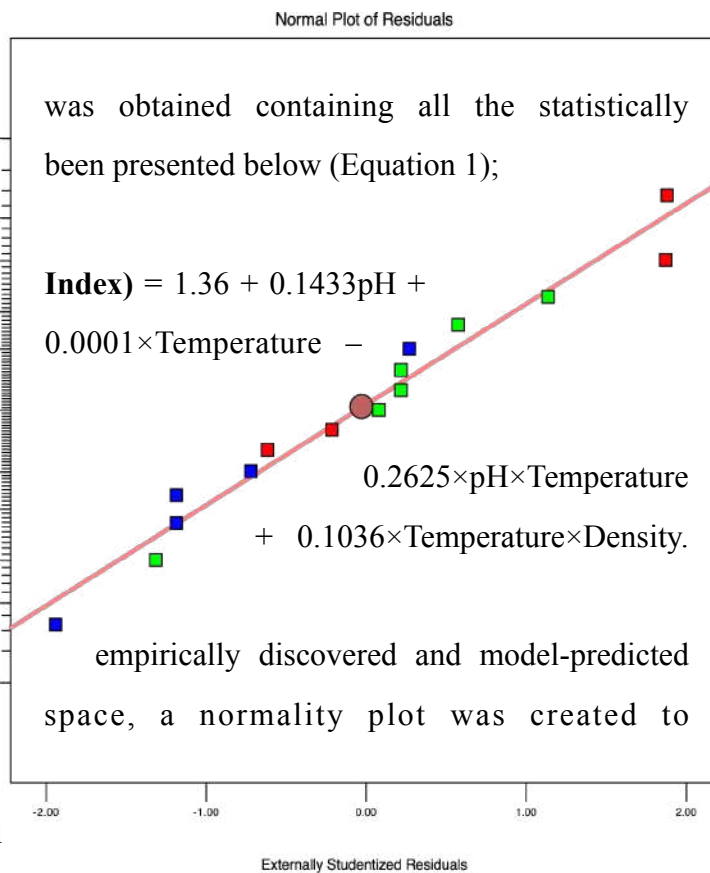 Normal Plot of Residuals
was obtained containing all the statistically
been presented below (Equation 1);
Index) = 1.36 + 0.1433pH +
0.0001×Temperature –
0.2625×pH×Temperature
+ 0.1036×Temperature×Density.
empirically discovered and model-predicted
space, a normality plot was created to
-2.00 -1.00 0.00 1.00 2.00
Externally Studentized Residuals